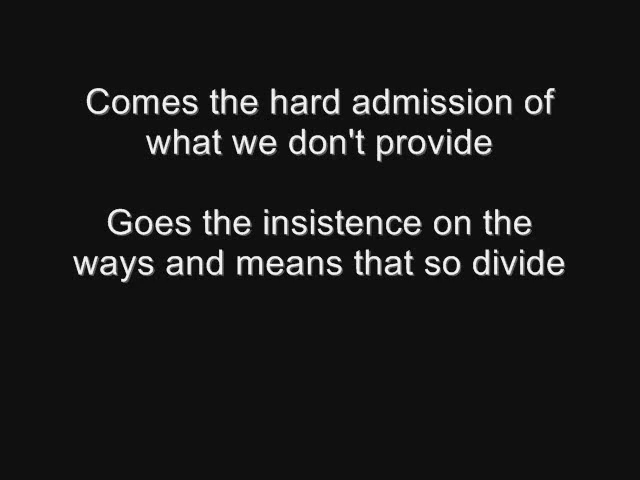 Comes the hard admission of
what we don't provide
Goes the insistence on the
ways and means that so divide